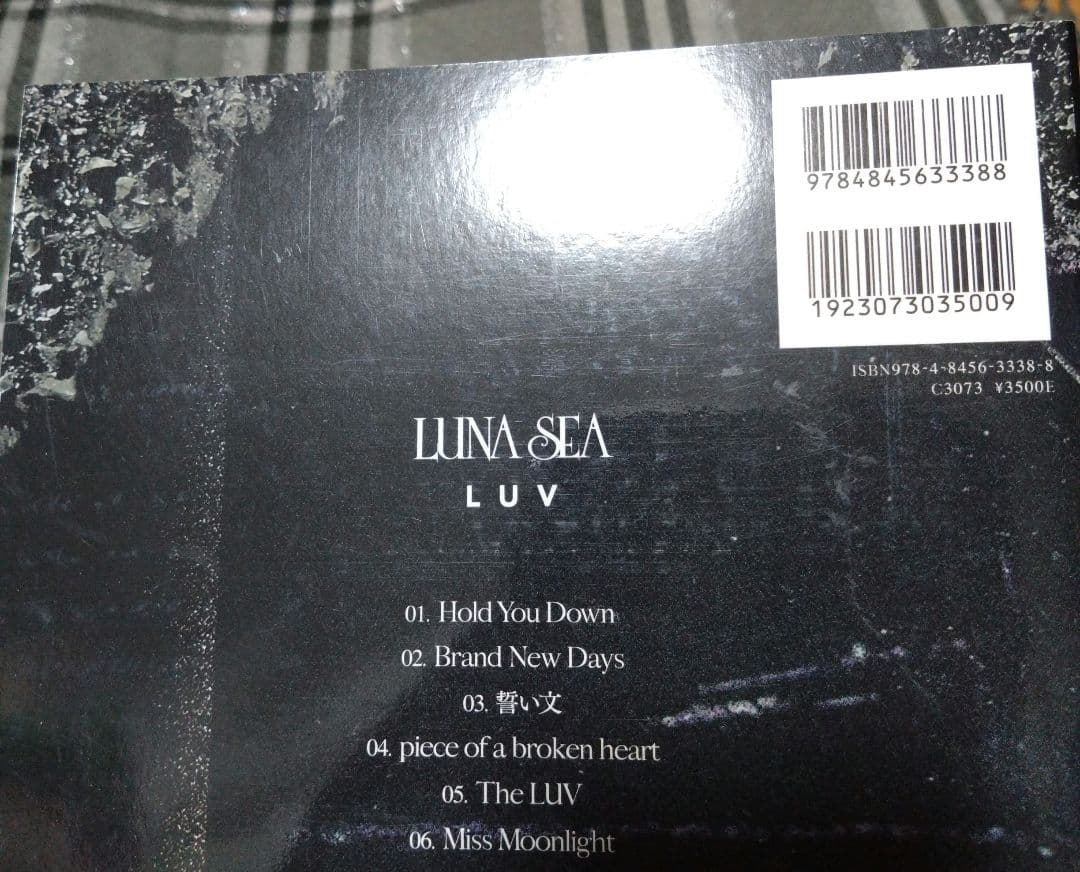 9784845633388
1923073035009
ISBN978-4-8456-3338-8
C3073 ¥3500E
LUNA SEA
LUV
01. Hold You Down
02. Brand New Days
03. 誓い文
04. piece of a broken heart
05. The LUV
06. Miss Moonlight